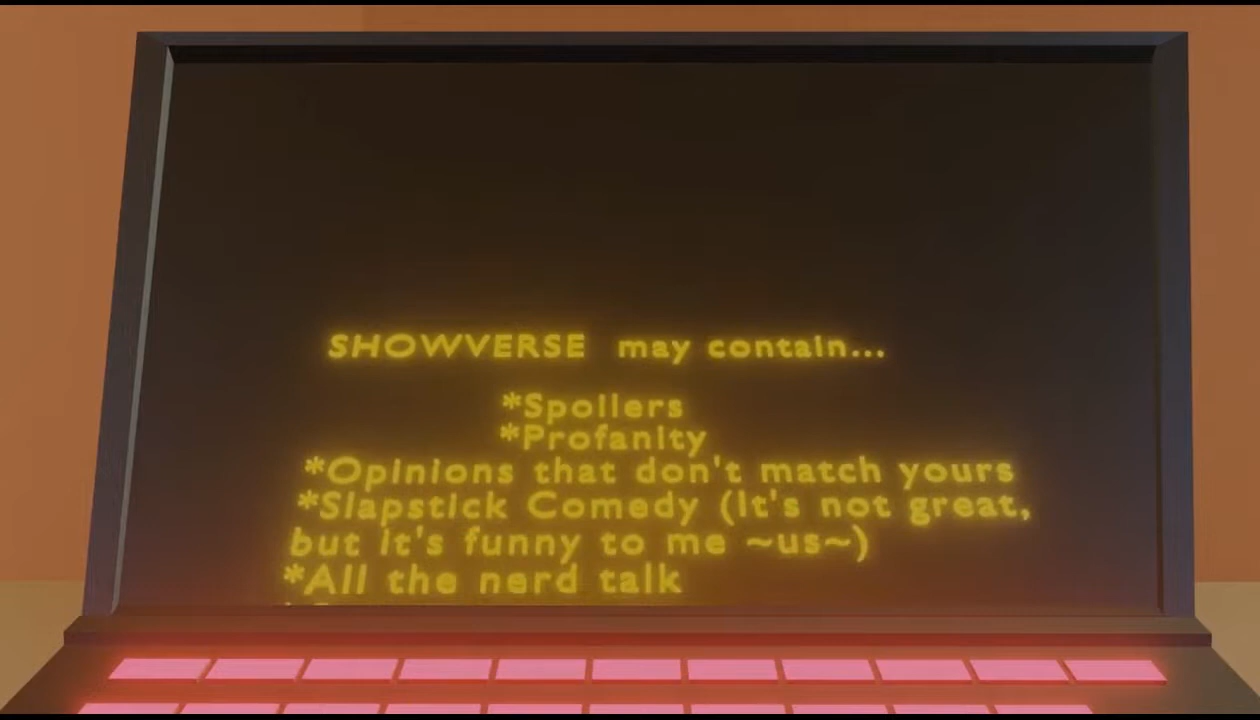 SHOWVERSE may contain...
*Spoilers
*Profanity
*Opinions that don't match yours
*Slapstick Comedy (It's not great,
but it's funny to me ~us~)
*All the nerd talk